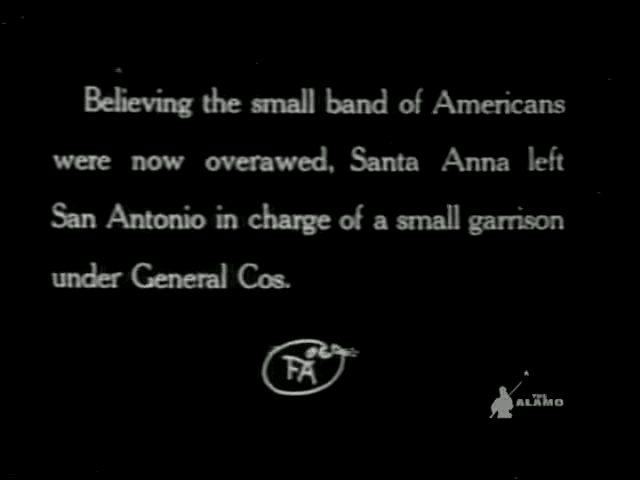 Believing the small band of Americans
were now overawed, Santa Anna left
San Antonio in charge of a small garrison
under General Cos.
FA
THE
ALAMO